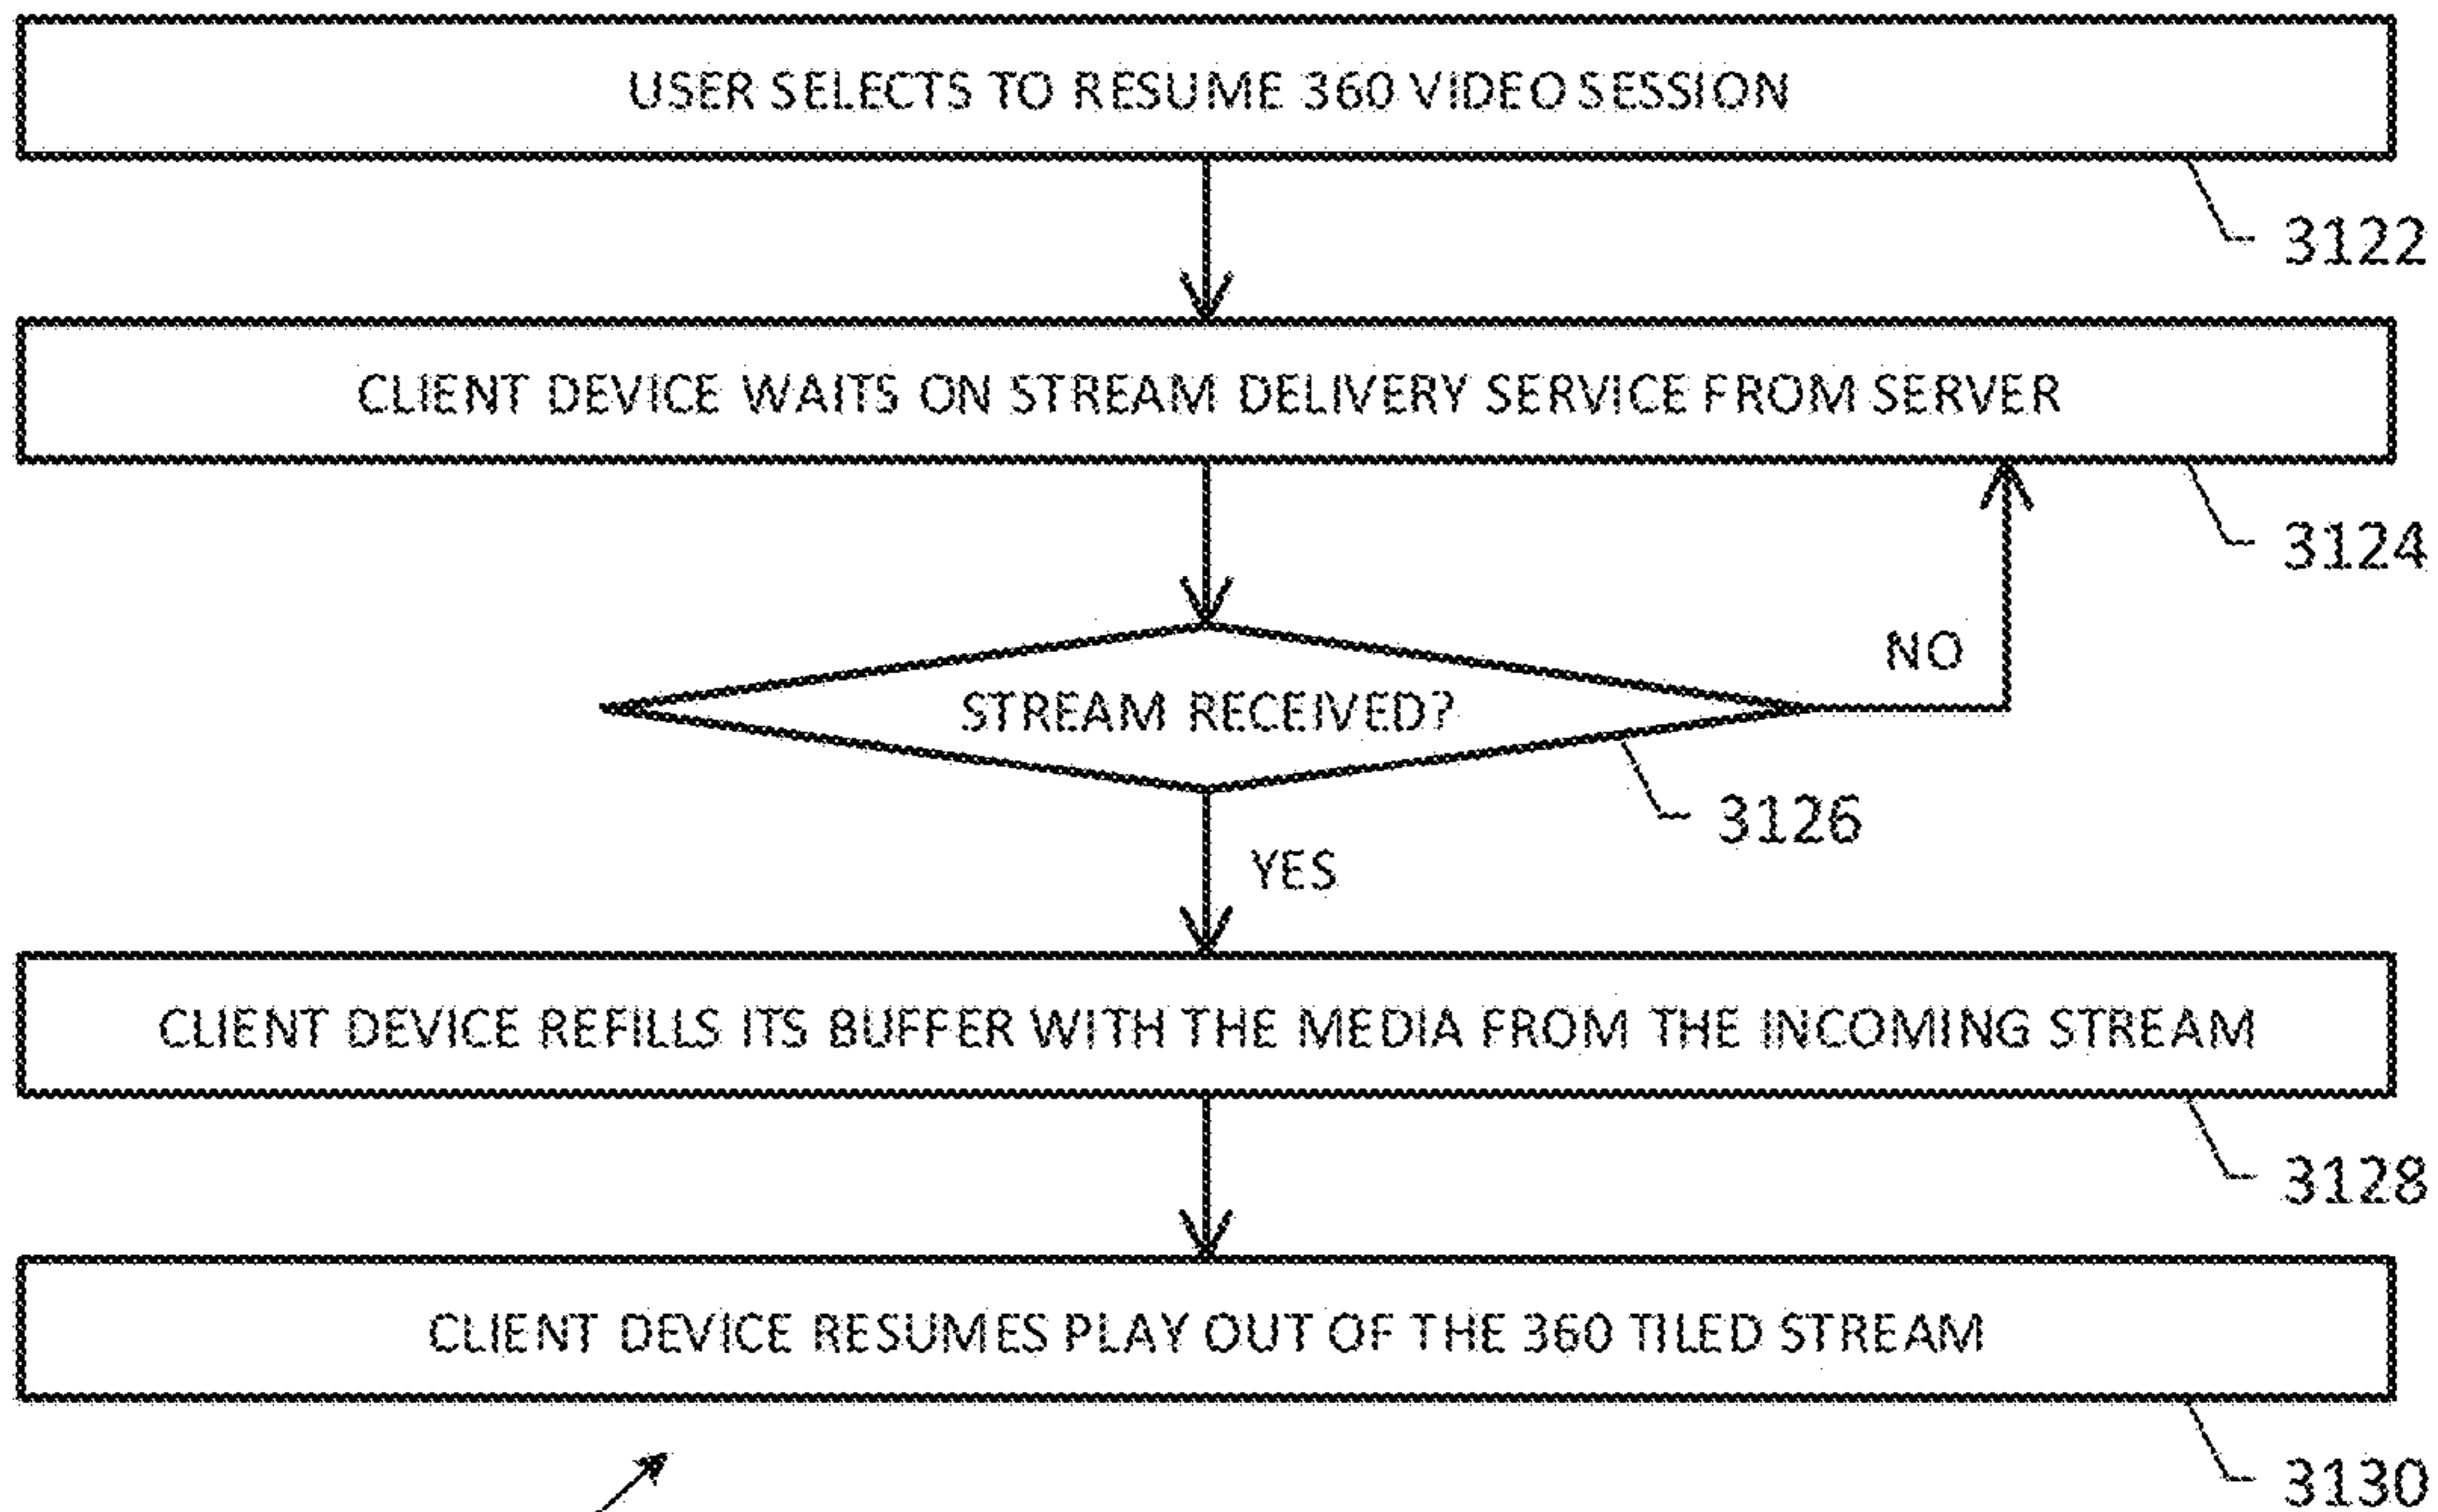 USER SELECTS TO RESUME 360 VIDEO SESSION
3122
CLIENT DEVICE WAITS ON STREAM DELIVERY SERVICE FROM SERVER
3124
NO
STREAM RECEIVED?
3126
YES
CLIENT DEVICE REFILLS ITS BUFFER WITH THE MEDIA FROM THE INCOMING STREAM
3128
CLIENT DEVICE RESUMES PLAY OUT OF THE 360 TILED STREAM
3130